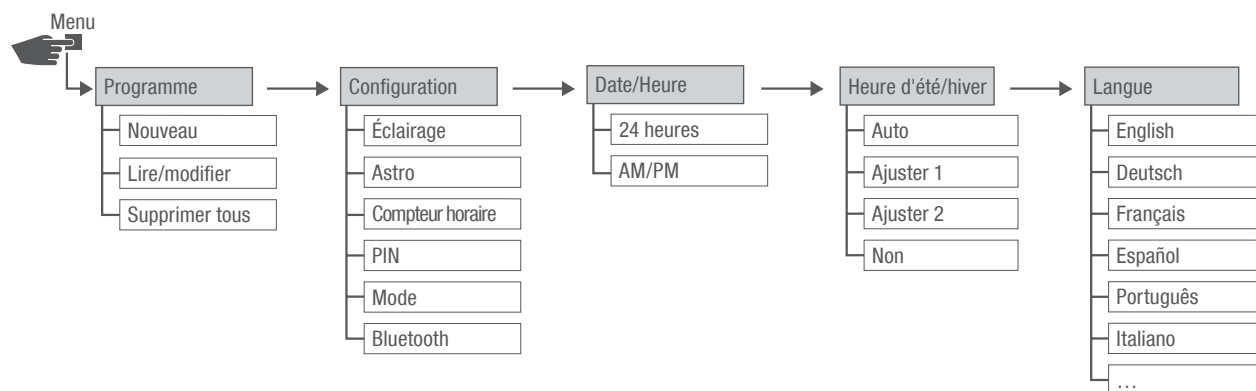 Menu
Programme
Nouveau
Lire/modifier
Supprimer tous
Configuration
Éclairage
Astro
Compteur horaire
PIN
Mode
Bluetooth
Date/Heure
24 heures
AM/PM
Heure d'été/hiver
Auto
Ajuster 1
Ajuster 2
Non
Langue
English
Deutsch
Français
Español
Português
Italiano
…